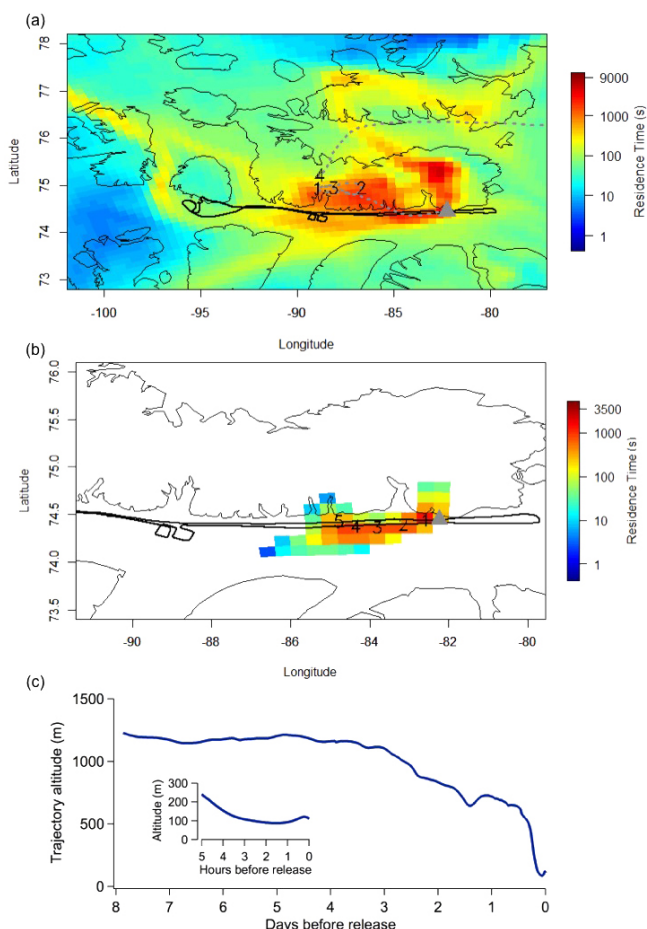 (a)
78
77
76
75
74
73
Latitude
4
1 3 2
-100 -95 -90 -85 -80
Longitude
9000
1000
100
10
1
Residence Time (s)
(b)
76.0
75.5
75.0
74.5
74.0
73.5
Latitude
5 4 3 2 1
-90 -88 -86 -84 -82 -80
Longitude
3500
1000
100
10
1
Residence Time (s)
(c)
1500
1000
500
0
Trajectory altitude (m)
300
200
100
0
Altitude (m)
5 4 3 2 1 0
Hours before release
8 7 6 5 4 3 2 1 0
Days before release